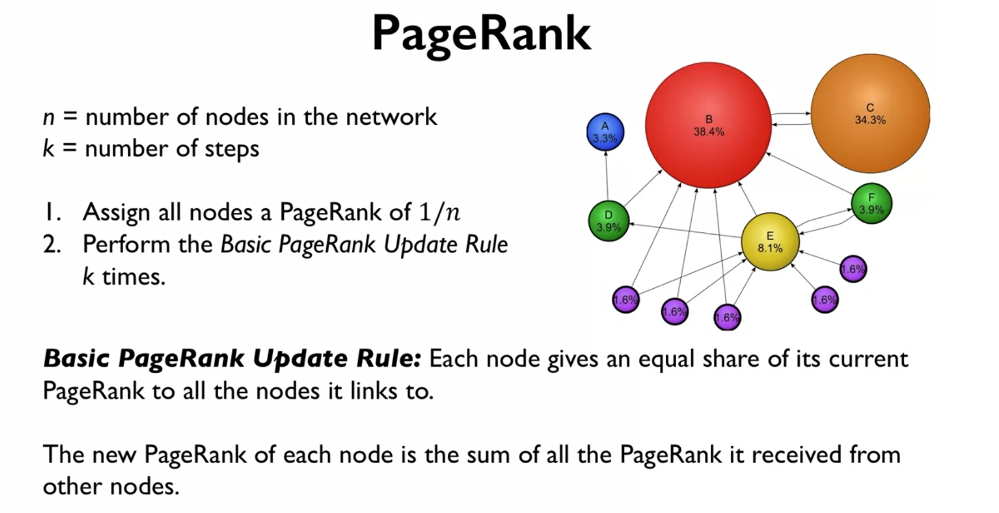 PageRank
n = number of nodes in the network
k = number of steps
1. Assign all nodes a PageRank of 1/n
2. Perform the Basic PageRank Update Rule
k times.
A
3.3%
B
38.4%
C
34.3%
D
3.9%
E
8.1%
F
3.9%
1.6%
1.6%
1.6%
1.6%
1.6%
Basic PageRank Update Rule: Each node gives an equal share of its current
PageRank to all the nodes it links to.
The new PageRank of each node is the sum of all the PageRank it received from
other nodes.